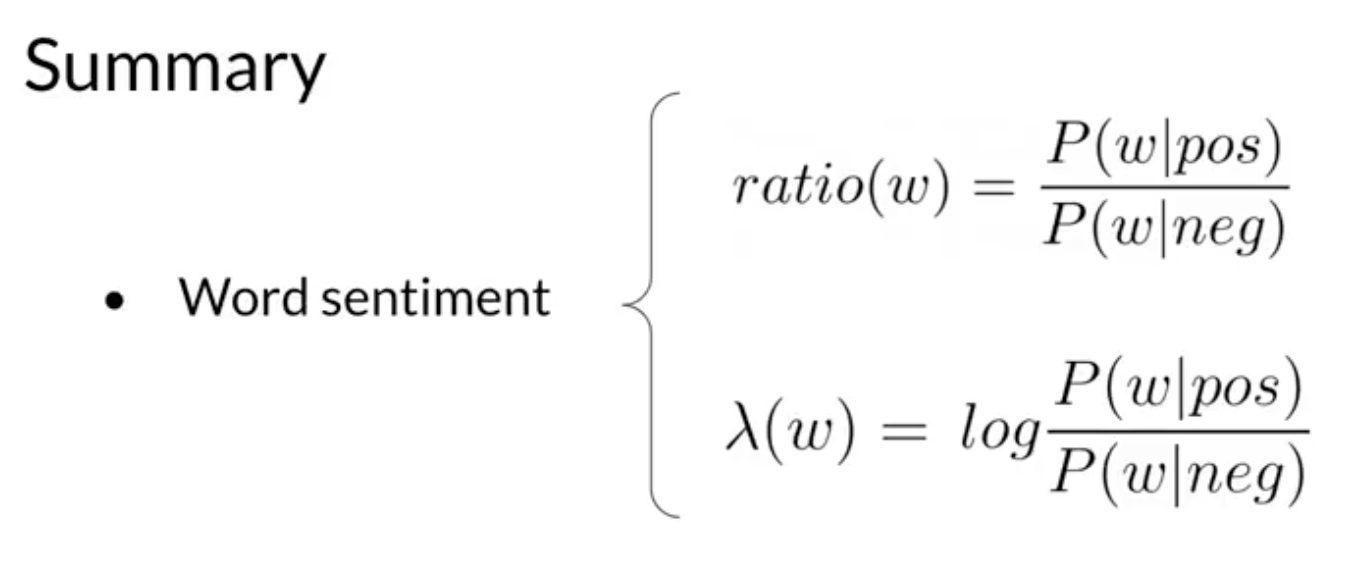 Summary
• Word sentiment
ratio(w) = P(w|pos) / P(w|neg)
λ(w) = log P(w|pos) / P(w|neg)